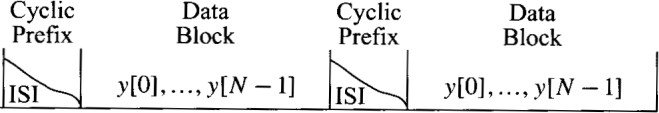 Cyclic Data Cyclic Data
Prefix Block Prefix Block
ISI y[0], ..., y[N − 1] ISI y[0], ..., y[N − 1]